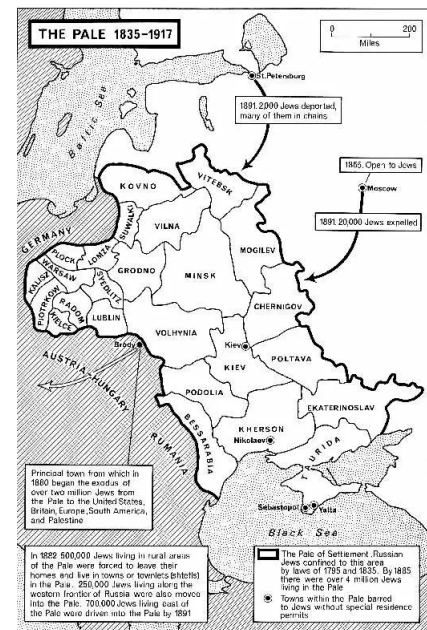 THE PALE 1835-1917
0 200
Miles
St.Petersburg
Baltic Sea
1891.2,000 Jews deported,
many of them in chains
1865. Open to Jews
Moscow
1891.20,000 Jews expelled
KOVNO
VITEBSK
GERMANY
SUWALKI
VILNA
MOGILEV
PLOCK
LOMZA
GRODNO
MINSK
KALISZ
WARSAW
SYEDLITZ
PIOTRKOW
RADOM
KIELCE
LUBLIN
CHERNIGOV
VOLHYNIA
Brody
Kiev
KIEV
POLTAVA
AUSTRIA-HUNGARY
PODOLIA
EKATERINOSLAV
BESSARABIA
KHERSON
Nikolaev
RUMANIA
TAURIDA
Sebastopol
Yalta
Black Sea
Principal town from which in
1880 began the exodus of
over two million Jews from
the Pale to the United States,
Britain, Europe, South America,
and Palestine
In 1882 500,000 Jews living in rural areas
of the Pale were forced to leave their
homes and live in towns or townlets (shtetls)
in the Pale. 250,000 Jews living along the
western frontier of Russia were also moved
into the Pale. 700,000 Jews living east of
the Pale were driven into the Pale by 1891
The Pale of Settlement. Russian
Jews confined to this area
by laws of 1795 and 1835. By 1885
there were over 4 million Jews
living in the Pale
Towns within the Pale barred
to Jews without special residence
permits